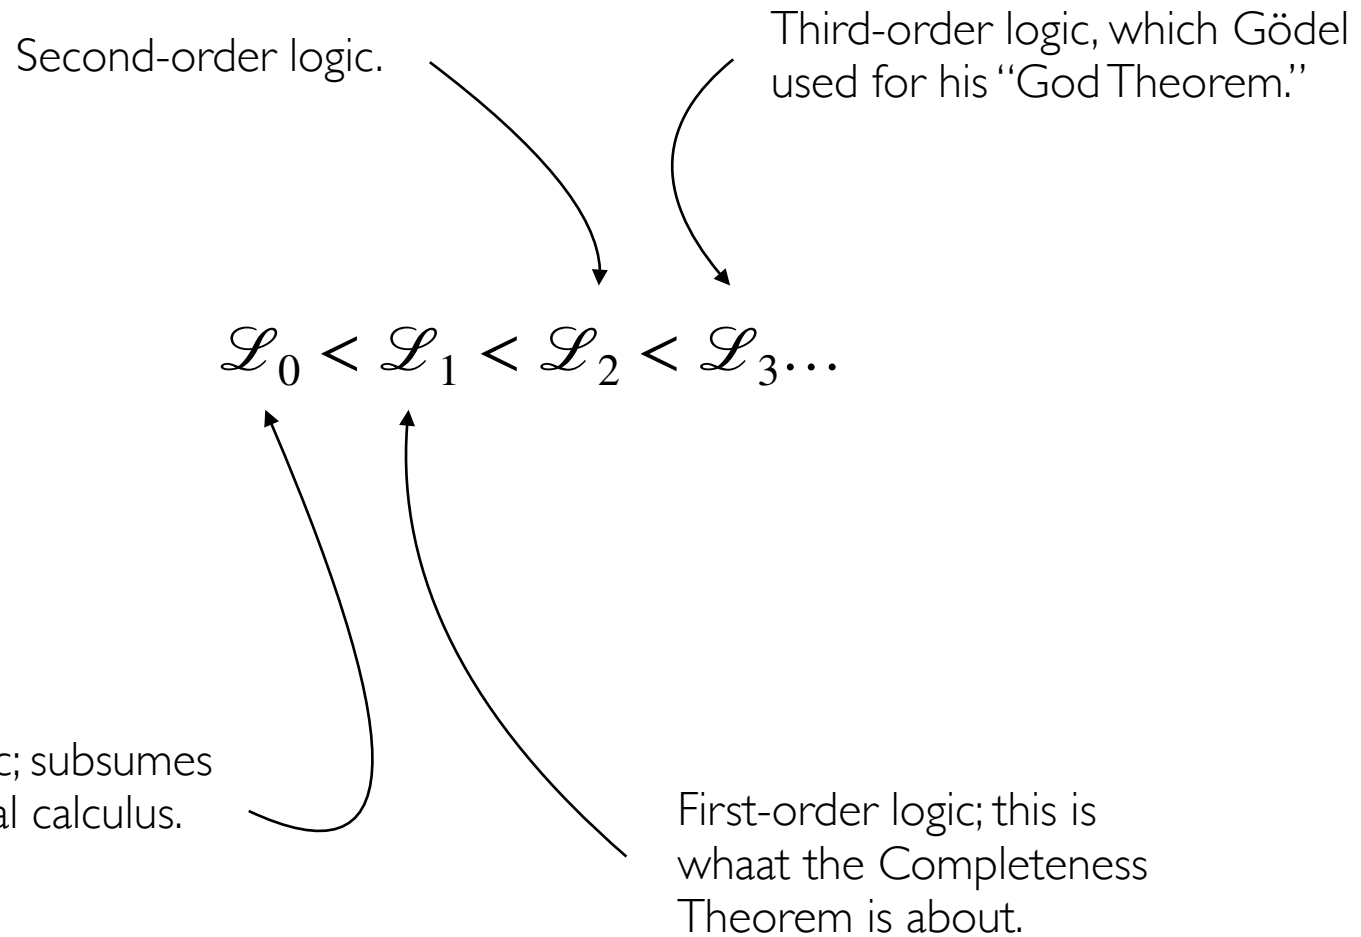 Second-order logic.
Third-order logic, which Gödel
used for his “God Theorem.”
ℒ0 < ℒ1 < ℒ2 < ℒ3…
; subsumes
calculus.
First-order logic; this is
whaat the Completeness
Theorem is about.